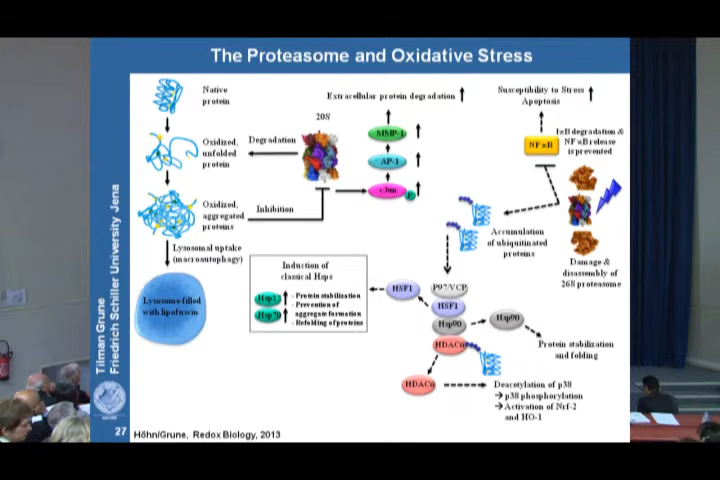 The Proteasome and Oxidative Stress
Native
protein
Oxidized,
unfolded
protein
Oxidized,
aggregated
proteins
Lysosomal uptake
(macroautophagy)
Lysosome filled
with lipofuscin
Degradation
Inhibition
20S
Extracellular protein degradation
MMP-1
AP-1
cJun
P
Susceptibility to Stress
Apoptosis
NFκB
IκB degradation &
NFκB release
is prevented
Accumulation
of ubiquitinated
proteins
Damage &
disassembly of
26S proteasome
Induction of
classical Hsps
Hsp27
Hsp70
- Protein stabilization
- Prevention of
aggregate formation
- Refolding of proteins
HSF1
P97/VCP
HSF1
Hsp90
HDAC6
Hsp90
Protein stabilization
and folding
HDAC6
Deacetylation of p38
→ p38 phosphorylation
→ Activation of Nrf-2
and HO-1
Tilman Grune
Friedrich Schiller University Jena
27
Höhn/Grune, Redox Biology, 2013